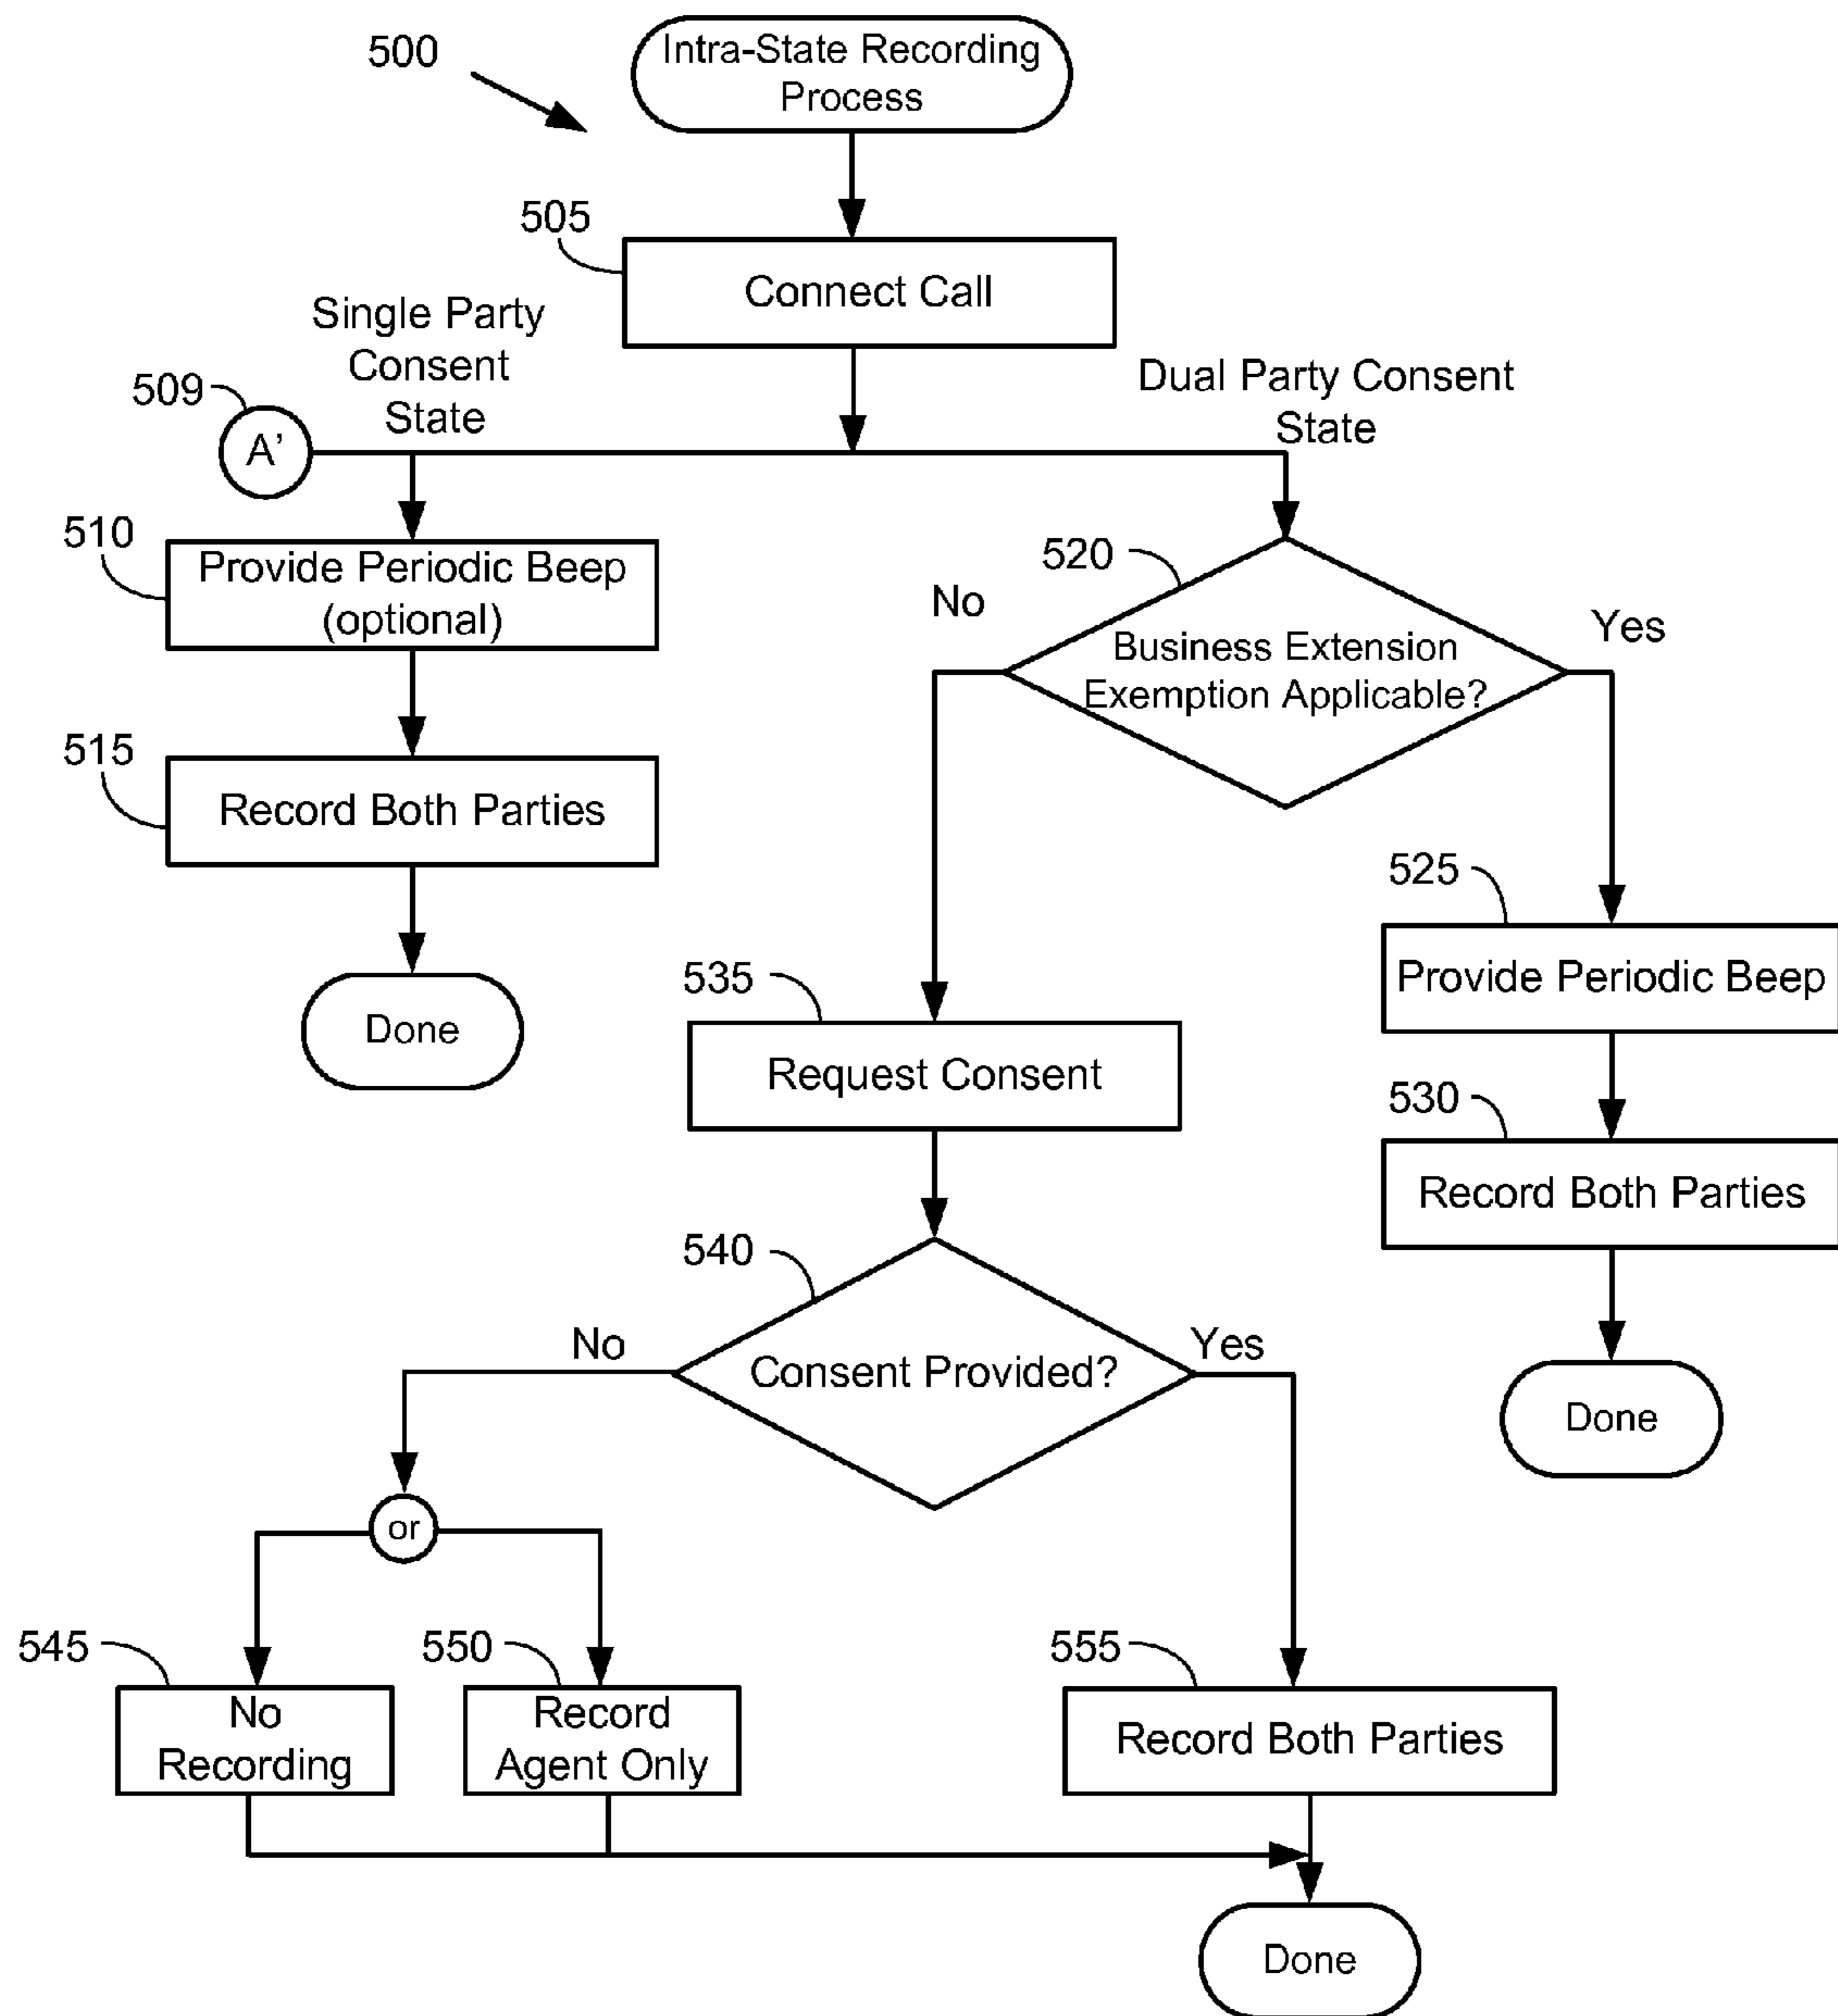 500
Intra-State Recording
Process
505
Connect Call
Single Party
Consent
State
Dual Party Consent
State
509
A’
510
Provide Periodic Beep
(optional)
515
Record Both Parties
Done
520
No
Yes
Business Extension
Exemption Applicable?
525
Provide Periodic Beep
530
Record Both Parties
Done
535
Request Consent
540
No
Yes
Consent Provided?
or
545
No
Recording
550
Record
Agent Only
555
Record Both Parties
Done